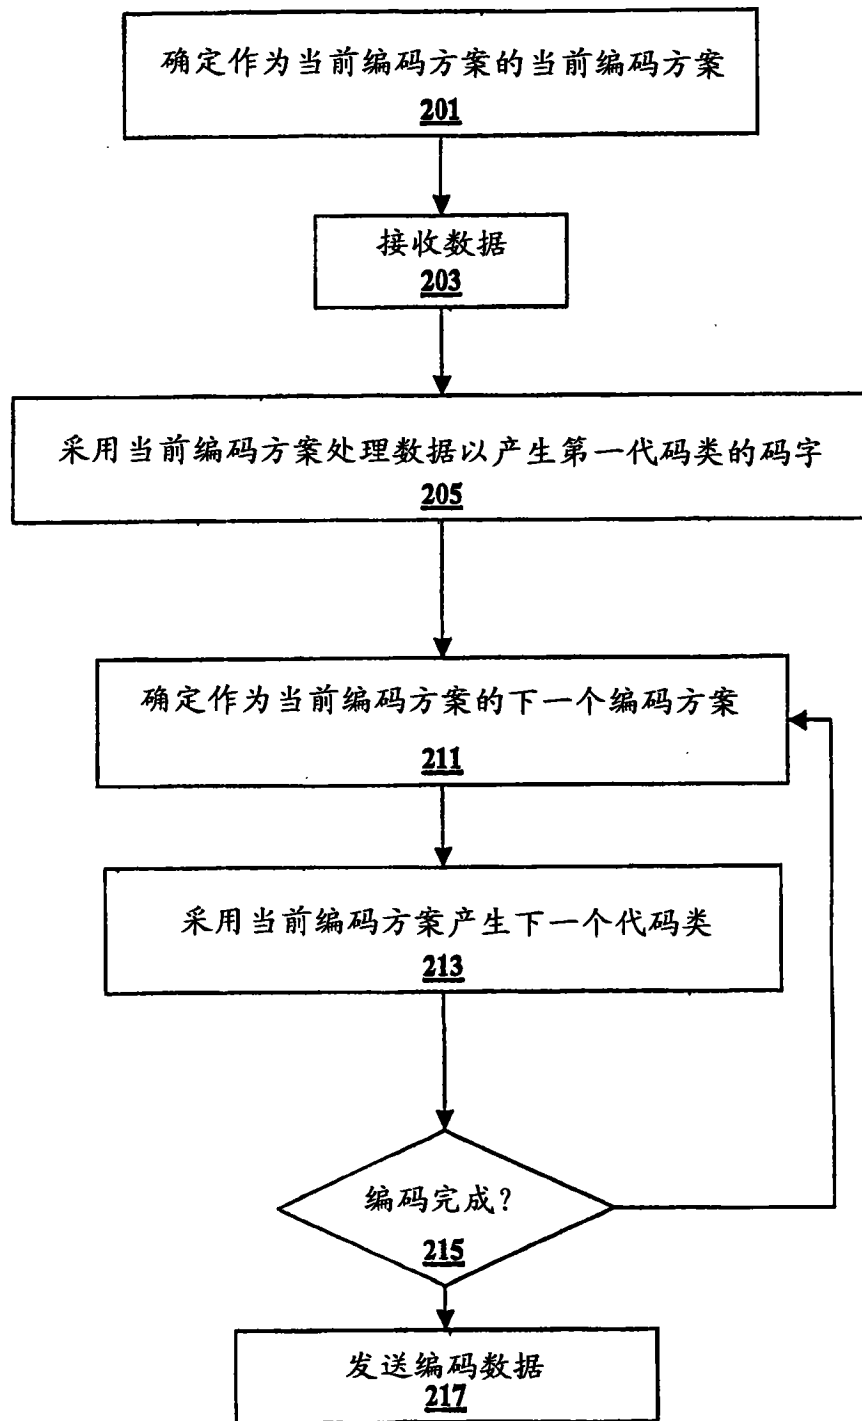 确定作为当前编码方案的当前编码方案
201
接收数据
203
采用当前编码方案处理数据以产生第一代码类的码字
205
确定作为当前编码方案的下一个编码方案
211
采用当前编码方案产生下一个代码类
213
编码完成?
215
发送编码数据
217